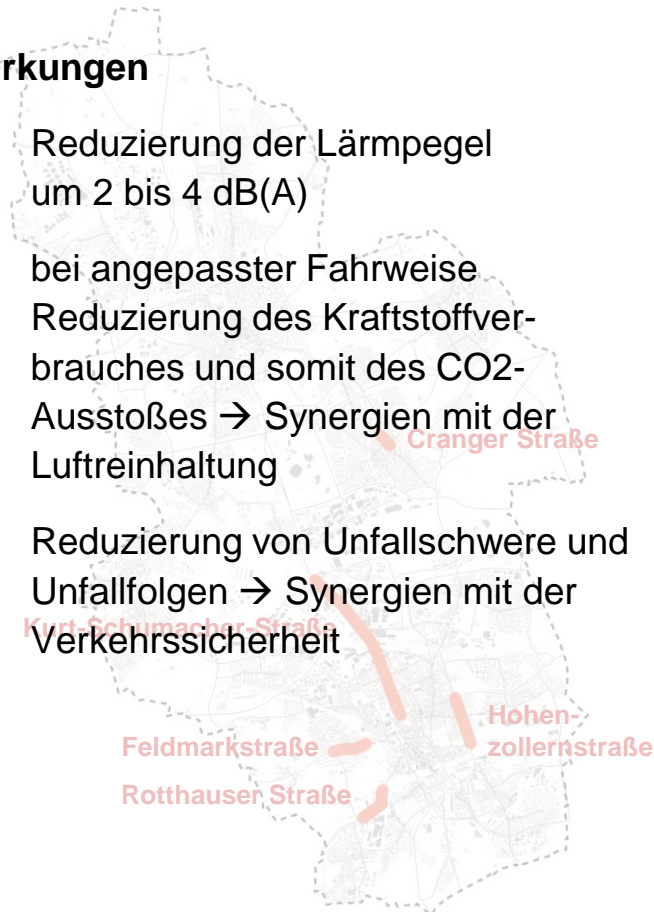 rkungen
Reduzierung der Lärmpegel
um 2 bis 4 dB(A)
bei angepasster Fahrweise
Reduzierung des Kraftstoffver-
brauches und somit des CO2-
Ausstoßes → Synergien mit der
Luftreinhaltung
Cranger Straße
Reduzierung von Unfallschwere und
Unfallfolgen → Synergien mit der
Verkehrssicherheit
Kurt-Schumacher-Straße
Hohen-
zollernstraße
Feldmarkstraße
Rotthauser Straße